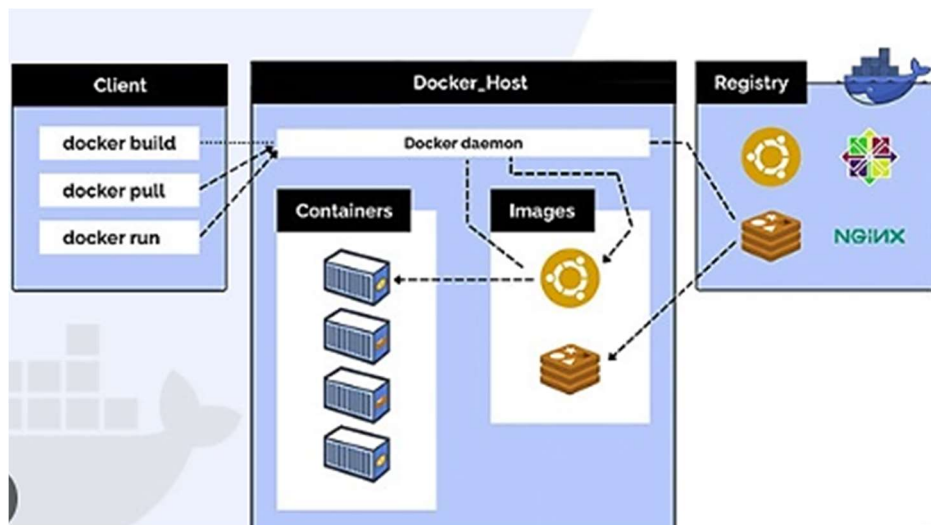 Client
docker build
docker pull
docker run
Docker_Host
Docker daemon
Containers
Images
Registry
NGINX